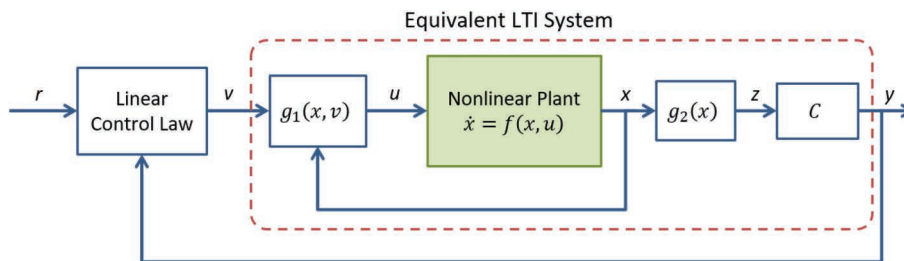 Equivalent LTI System
r
Linear
Control Law
v
g₁(x, v)
u
Nonlinear Plant
ẋ = f(x, u)
x
g₂(x)
z
C
y